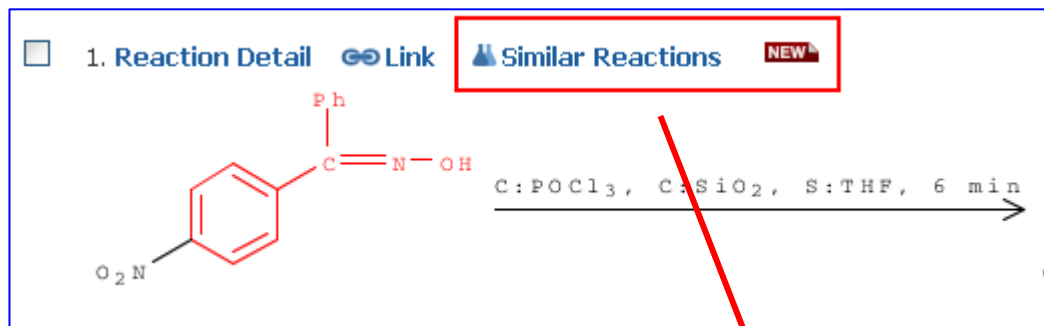 1. Reaction Detail Link Similar Reactions NEW
Ph
C N OH
C:POCl3, C:SiO2, S:THF, 6 min
O2N